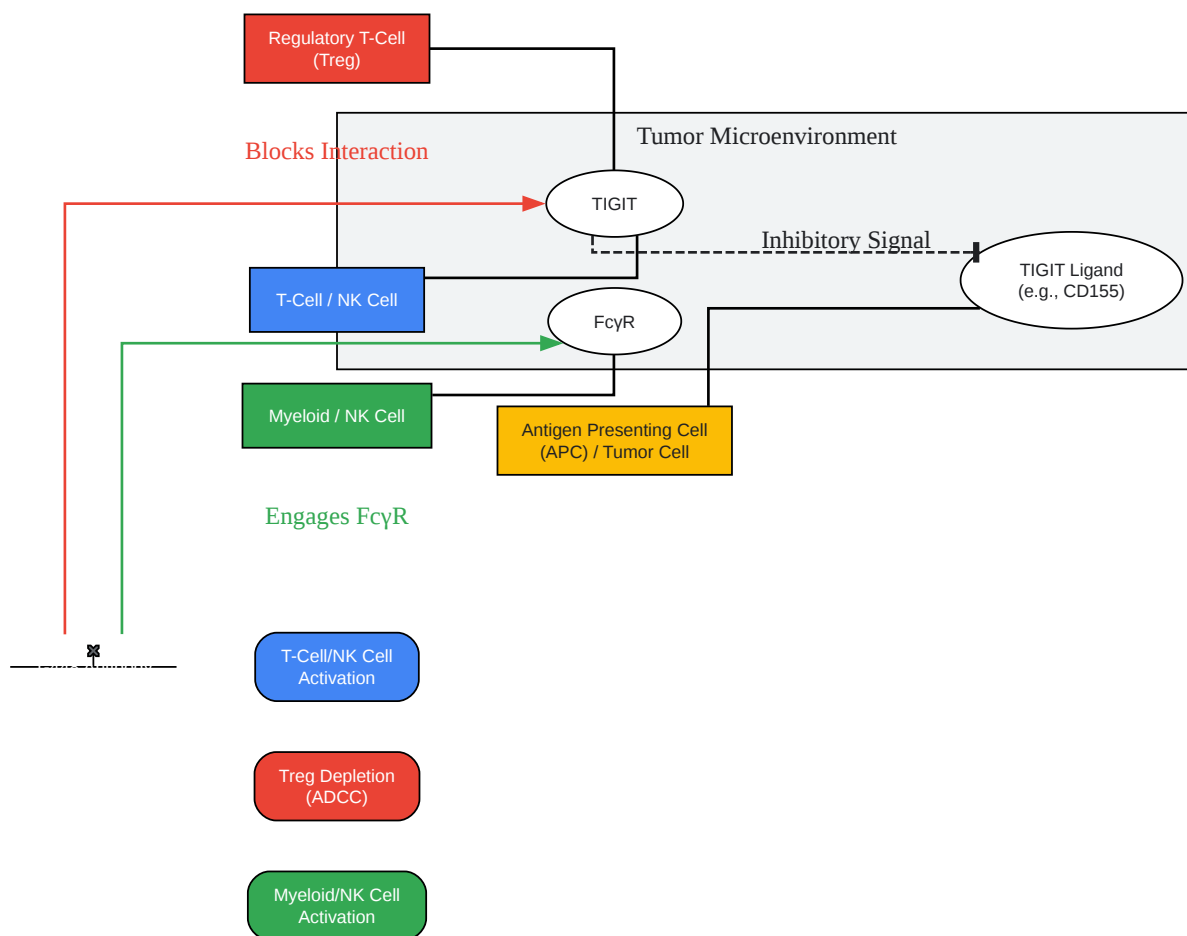 Regulatory T-Cell
(Treg)
Tumor Microenvironment
Blocks Interaction
TIGIT
Inhibitory Signal
TIGIT Ligand
(e.g., CD155)
T-Cell / NK Cell
FcγR
Myeloid / NK Cell
Antigen Presenting Cell
(APC) / Tumor Cell
Engages FcγR
T-Cell/NK Cell
Activation
Treg Depletion
(ADCC)
Myeloid/NK Cell
Activation